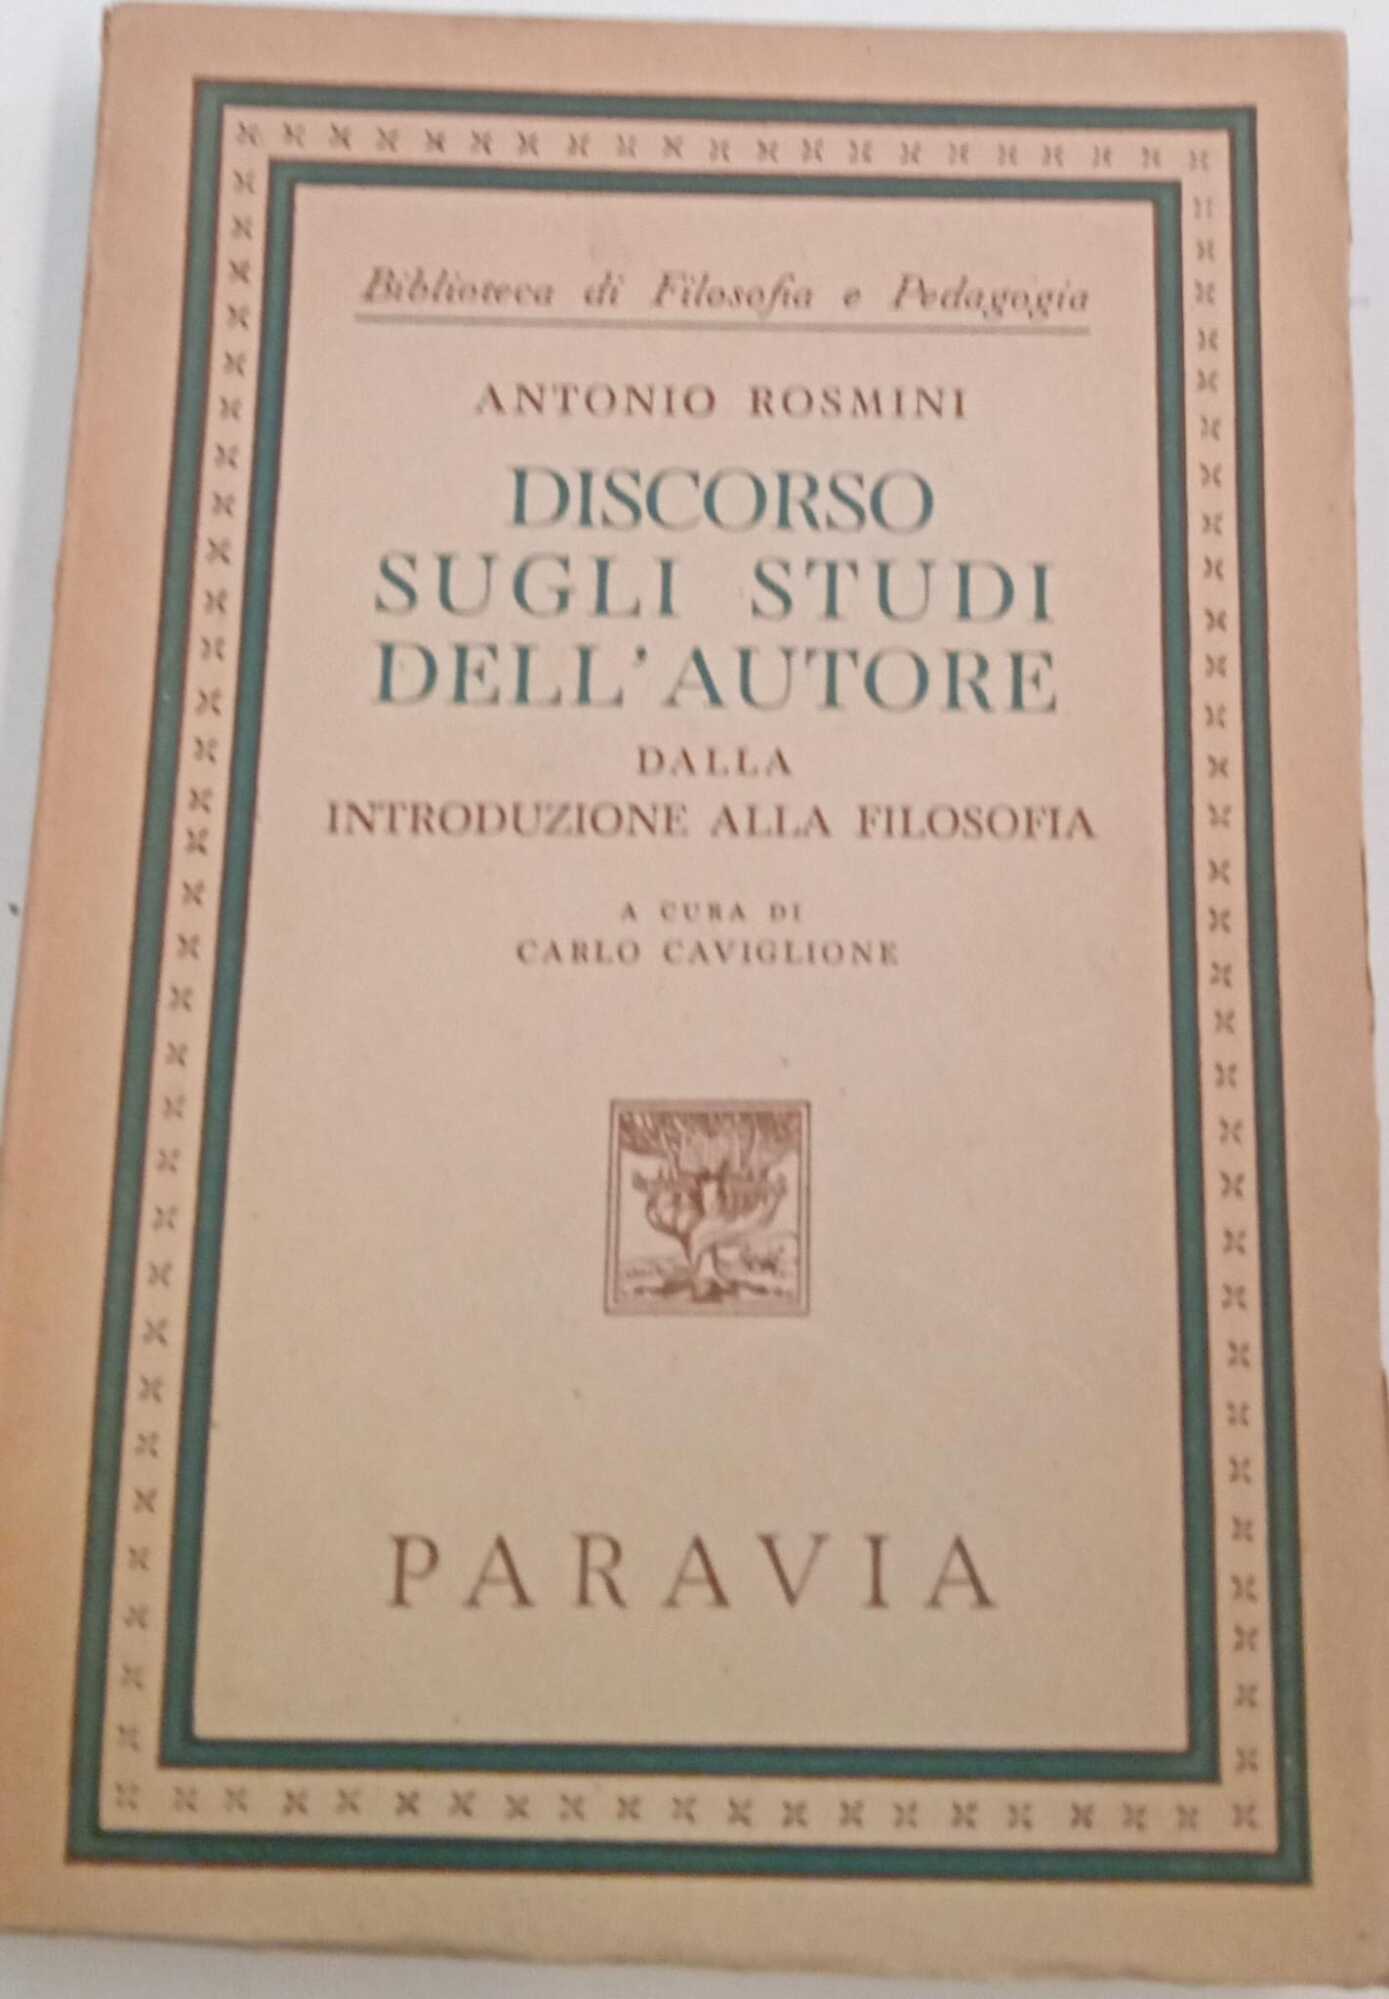 Biblioteca di Filosofia e Pedagogia
ANTONIO ROSMINI
DISCORSO
SUGLI STUDI
DELL'AUTORE
DALLA
INTRODUZIONE ALLA FILOSOFIA
A CURA DI
CARLO CAVIGLIONE
PARAVIA